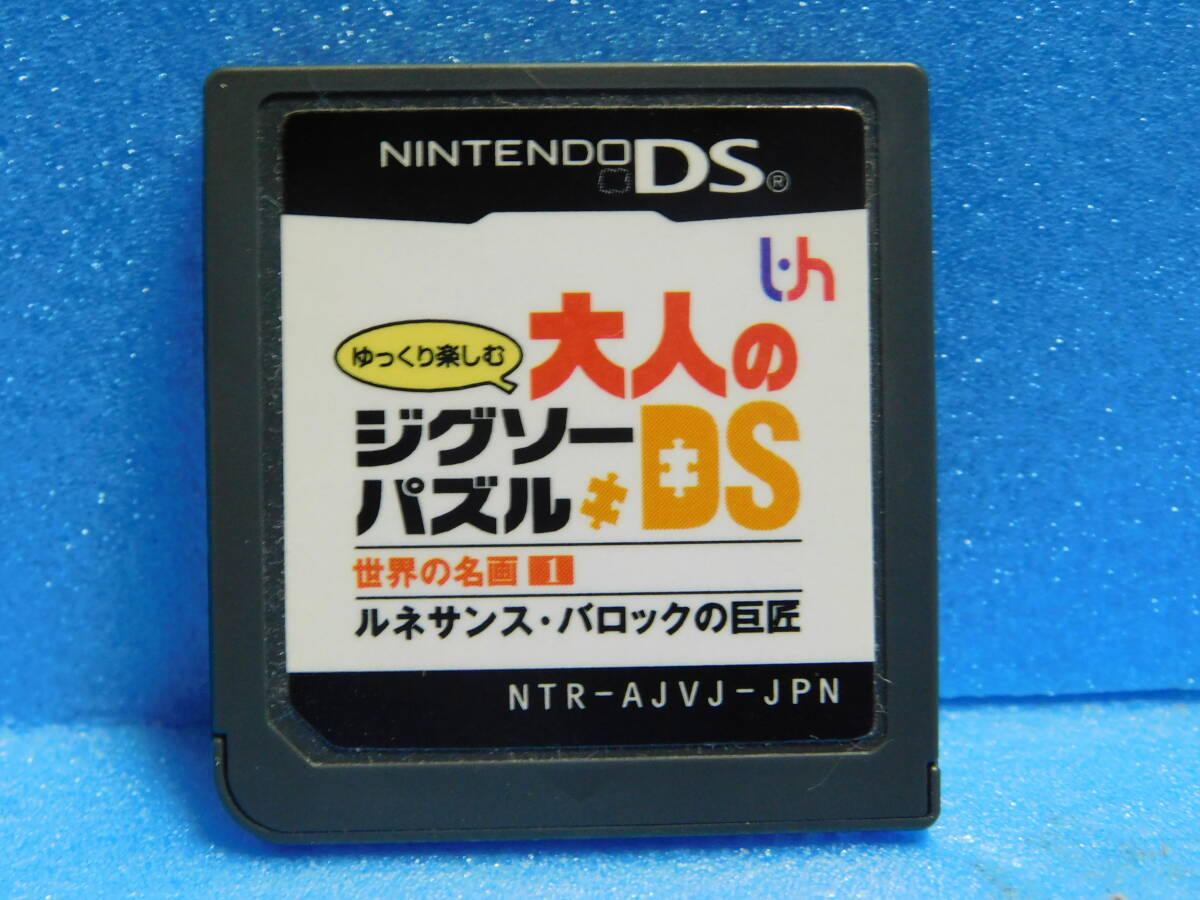 NINTENDO DS®
ゆっくり楽しむ
大人の
ジグソー
パズル DS
世界の名画 1
ルネサンス・バロックの巨匠
NTR-AJVJ-JPN